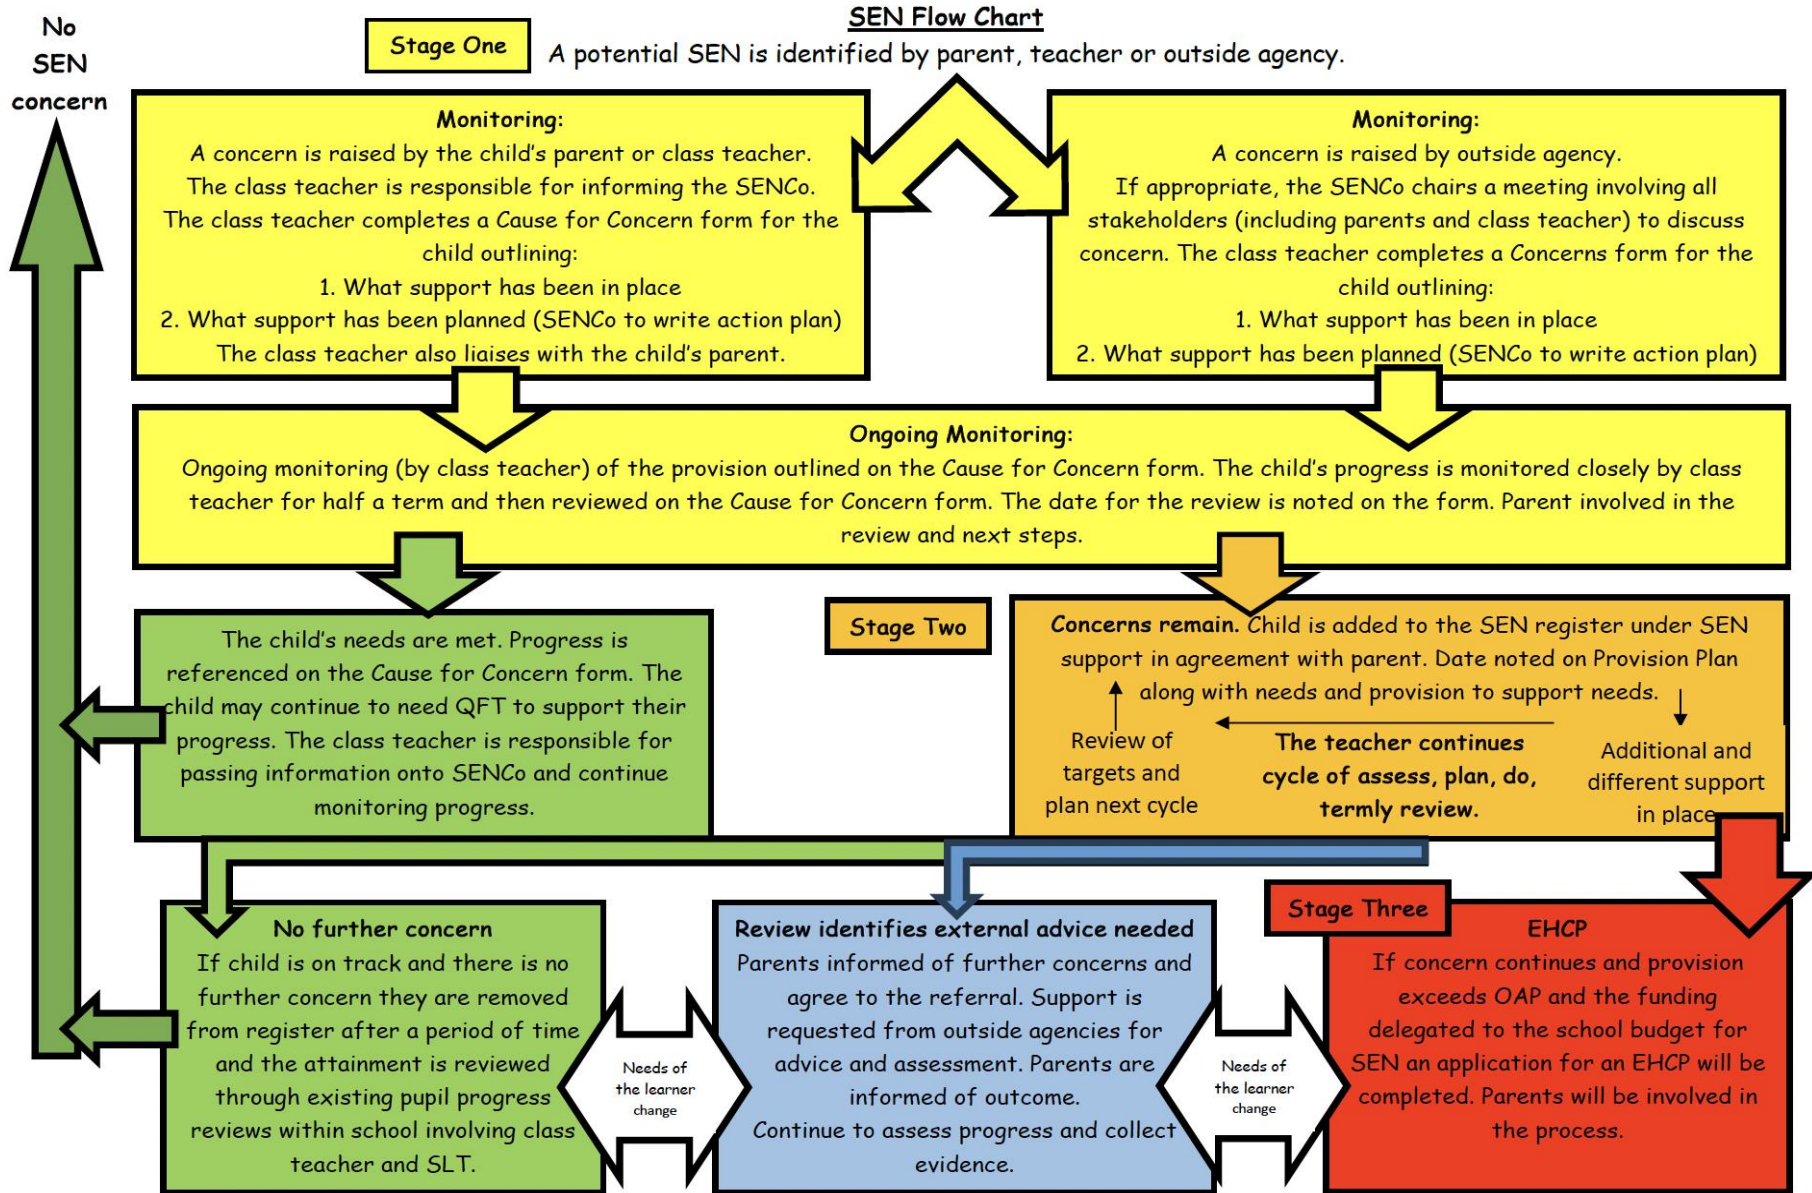 SEN Flow Chart
No
SEN
concern
Stage One
A potential SEN is identified by parent, teacher or outside agency.
Monitoring:
A concern is raised by the child's parent or class teacher.
The class teacher is responsible for informing the SENCo.
The class teacher completes a Cause for Concern form for the
child outlining:
1. What support has been in place
2. What support has been planned (SENCo to write action plan)
The class teacher also liaises with the child's parent.
Monitoring:
A concern is raised by outside agency.
If appropriate, the SENCo chairs a meeting involving all
stakeholders (including parents and class teacher) to discuss
concern. The class teacher completes a Concerns form for the
child outlining:
1. What support has been in place
2. What support has been planned (SENCo to write action plan)
Ongoing Monitoring:
Ongoing monitoring (by class teacher) of the provision outlined on the Cause for Concern form. The child's progress is monitored closely by class
teacher for half a term and then reviewed on the Cause for Concern form. The date for the review is noted on the form. Parent involved in the
review and next steps.
The child's needs are met. Progress is
referenced on the Cause for Concern form. The
child may continue to need QFT to support their
progress. The class teacher is responsible for
passing information onto SENCo and continue
monitoring progress.
Stage Two
Concerns remain. Child is added to the SEN register under SEN
support in agreement with parent. Date noted on Provision Plan
along with needs and provision to support needs.
Review of
targets and
plan next cycle
The teacher continues
cycle of assess, plan, do,
termly review.
Additional and
different support
in place
No further concern
If child is on track and there is no
further concern they are removed
from register after a period of time
and the attainment is reviewed
through existing pupil progress
reviews within school involving class
teacher and SLT.
Needs of
the learner
change
Review identifies external advice needed
Parents informed of further concerns and
agree to the referral. Support is
requested from outside agencies for
advice and assessment. Parents are
informed of outcome.
Continue to assess progress and collect
evidence.
Needs of
the learner
change
Stage Three
EHCP
If concern continues and provision
exceeds OAP and the funding
delegated to the school budget for
SEN an application for an EHCP will be
completed. Parents will be involved in
the process.